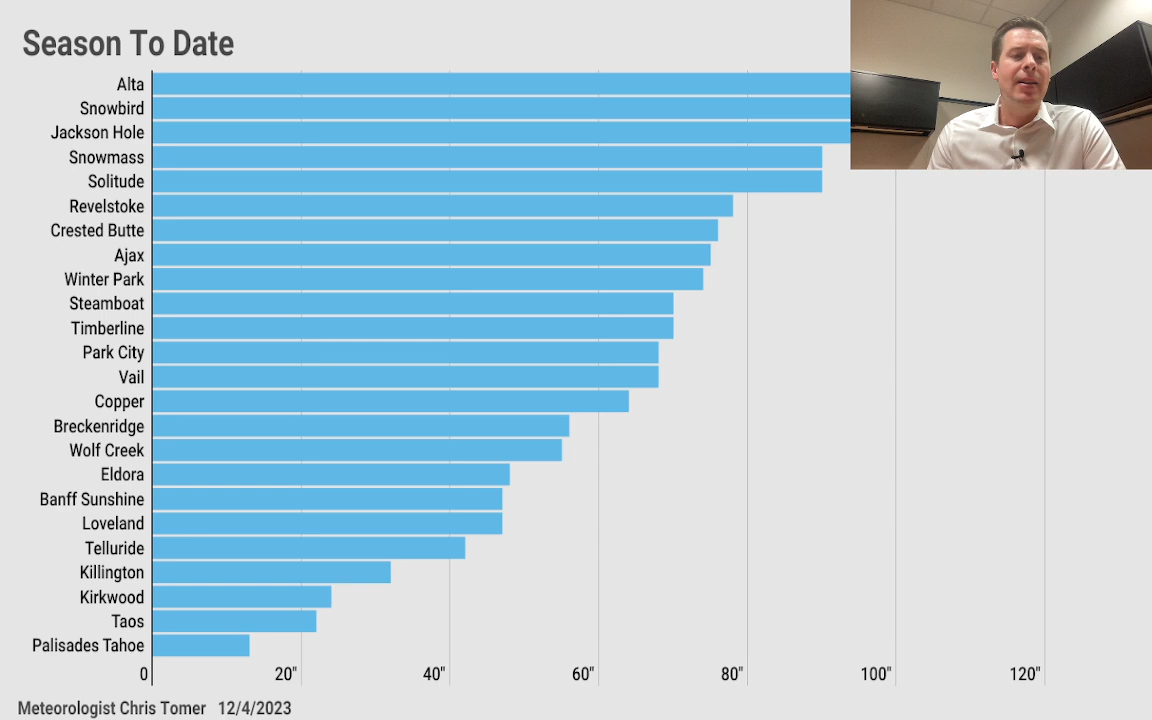 Season To Date
Alta
Snowbird
Jackson Hole
Snowmass
Solitude
Revelstoke
Crested Butte
Ajax
Winter Park
Steamboat
Timberline
Park City
Vail
Copper
Breckenridge
Wolf Creek
Eldora
Banff Sunshine
Loveland
Telluride
Killington
Kirkwood
Taos
Palisades Tahoe
0 20" 40" 60" 80" 100" 120"
Meteorologist Chris Tomer 12/4/2023